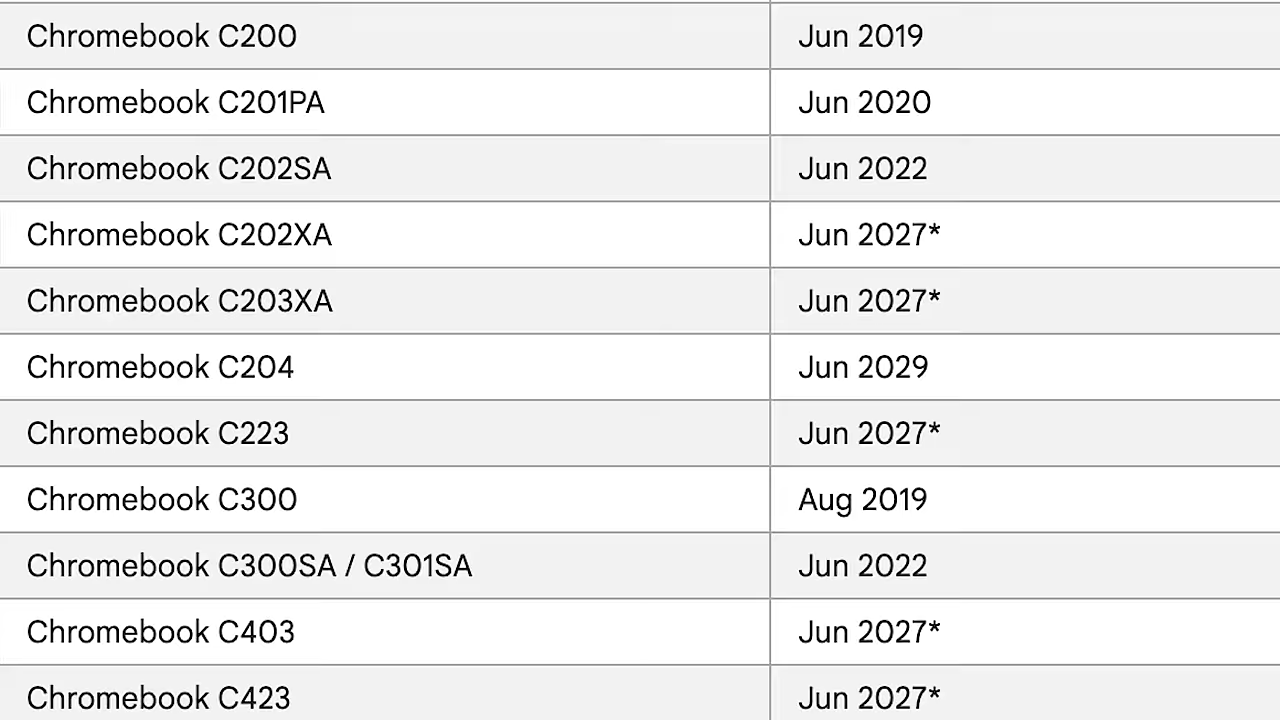 Chromebook C200 Jun 2019
Chromebook C201PA Jun 2020
Chromebook C202SA Jun 2022
Chromebook C202XA Jun 2027*
Chromebook C203XA Jun 2027*
Chromebook C204 Jun 2029
Chromebook C223 Jun 2027*
Chromebook C300 Aug 2019
Chromebook C300SA / C301SA Jun 2022
Chromebook C403 Jun 2027*
Chromebook C423 Jun 2027*